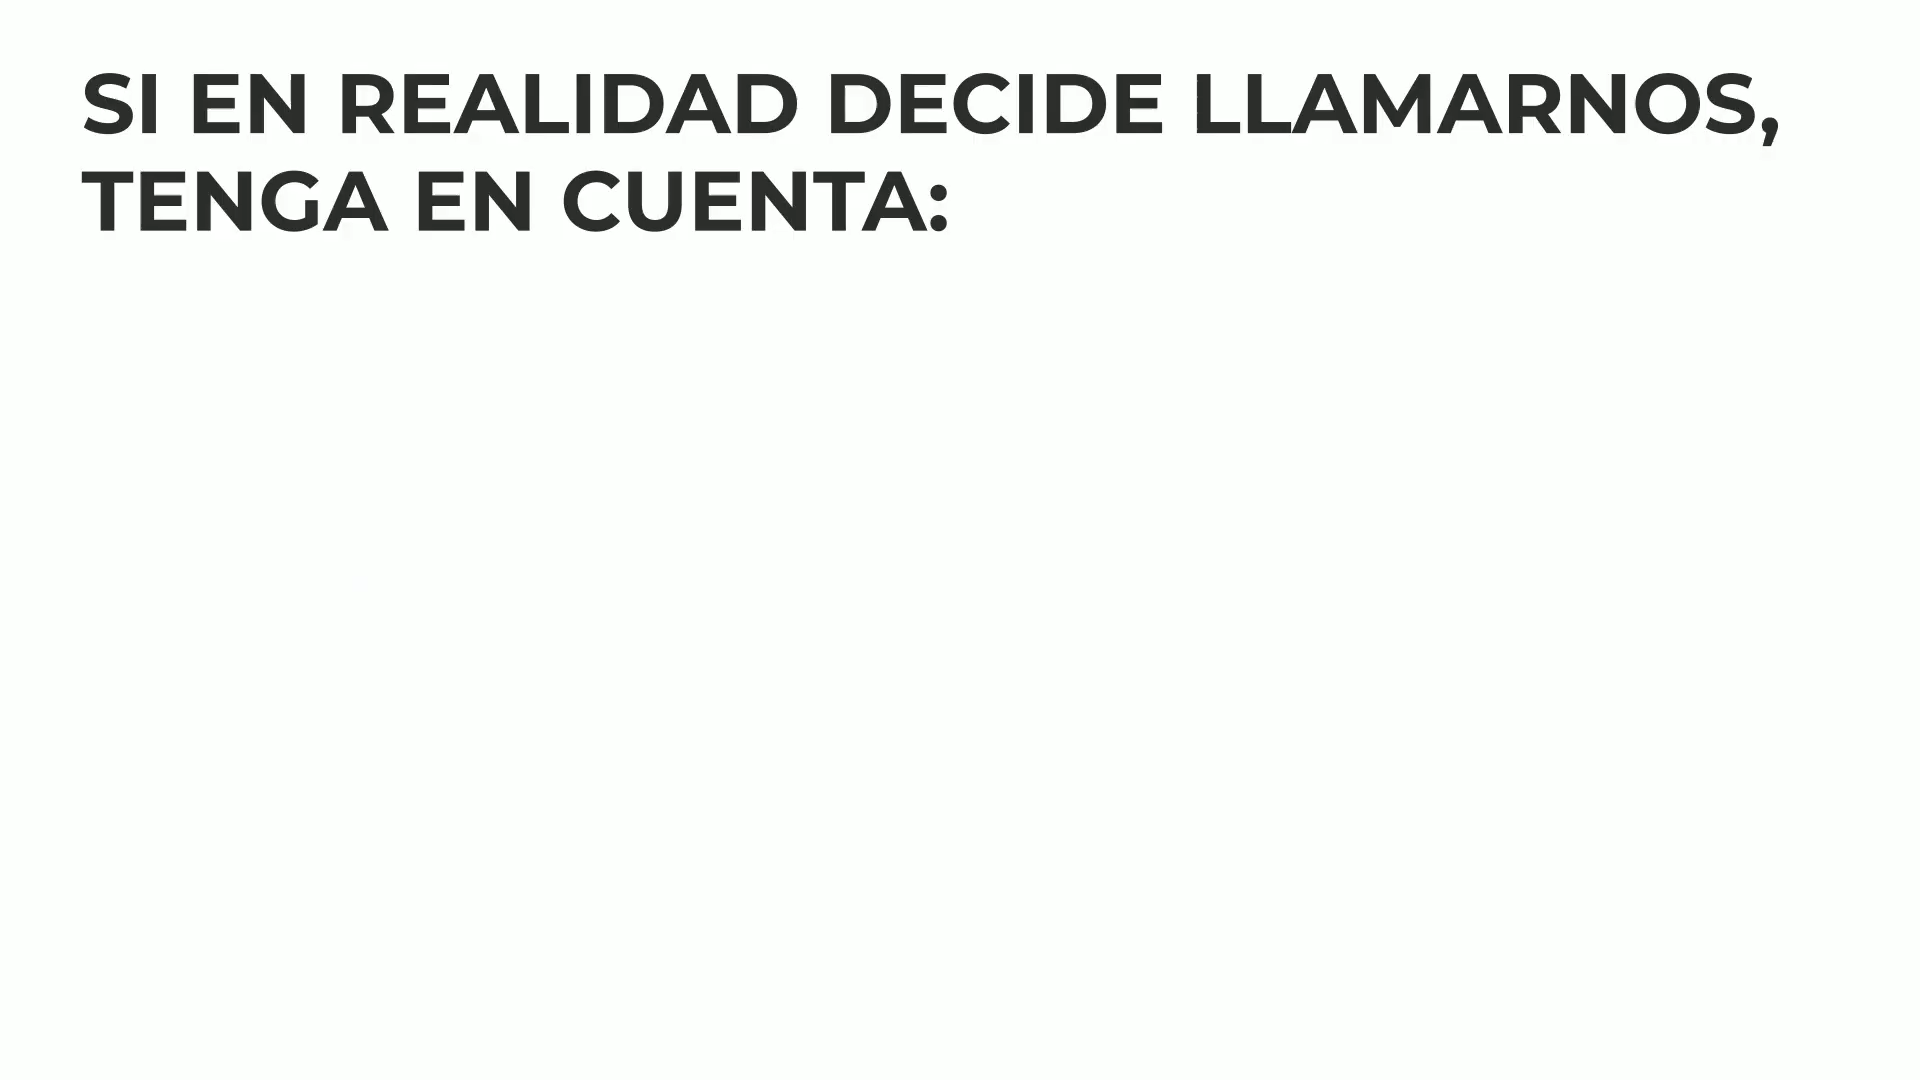 SI EN REALIDAD DECIDE LLAMARNOS,
TENGA EN CUENTA: